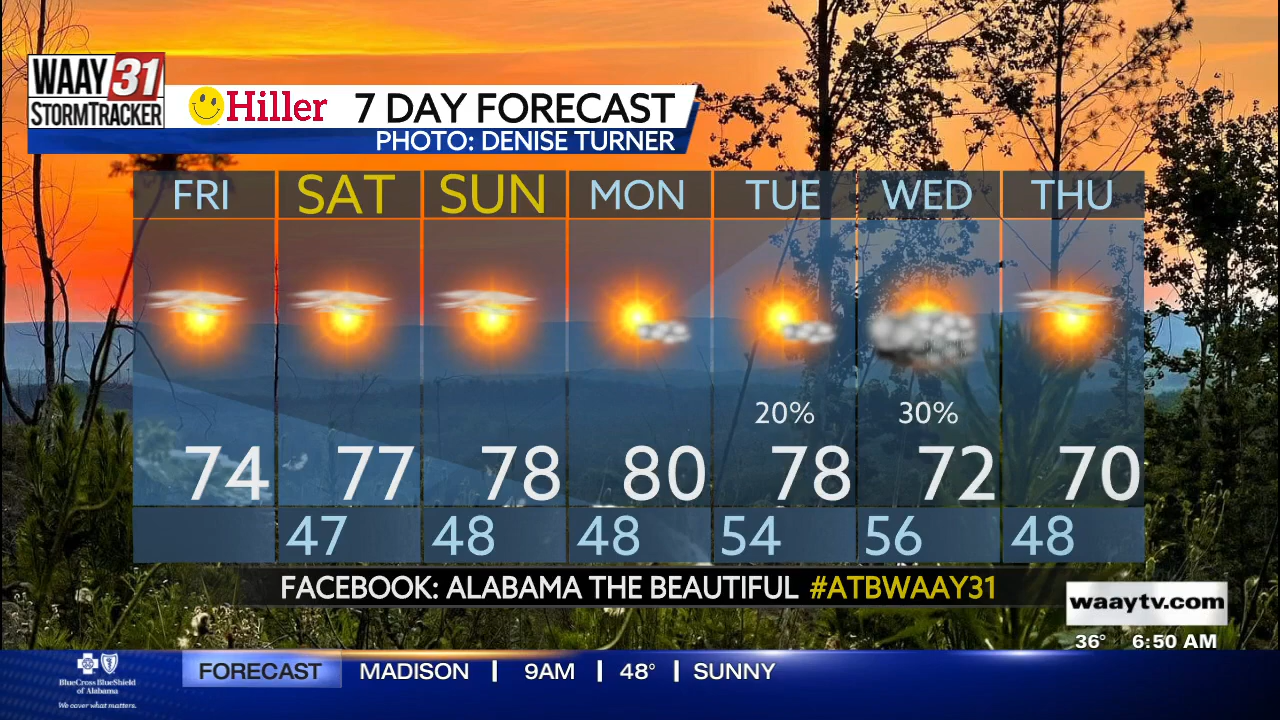 WAAY 31
STORMTRACKER
Hiller
7 DAY FORECAST
PHOTO: DENISE TURNER
FRI SAT SUN MON TUE WED THU
20% 30%
74 77 78 80 78 72 70
47 48 48 54 56 48
FACEBOOK: ALABAMA THE BEAUTIFUL #ATBWAAY31
waaytv.com
36° 6:50 AM
BlueCross BlueShield
of Alabama
We cover what matters.
FORECAST MADISON | 9AM | 48° | SUNNY